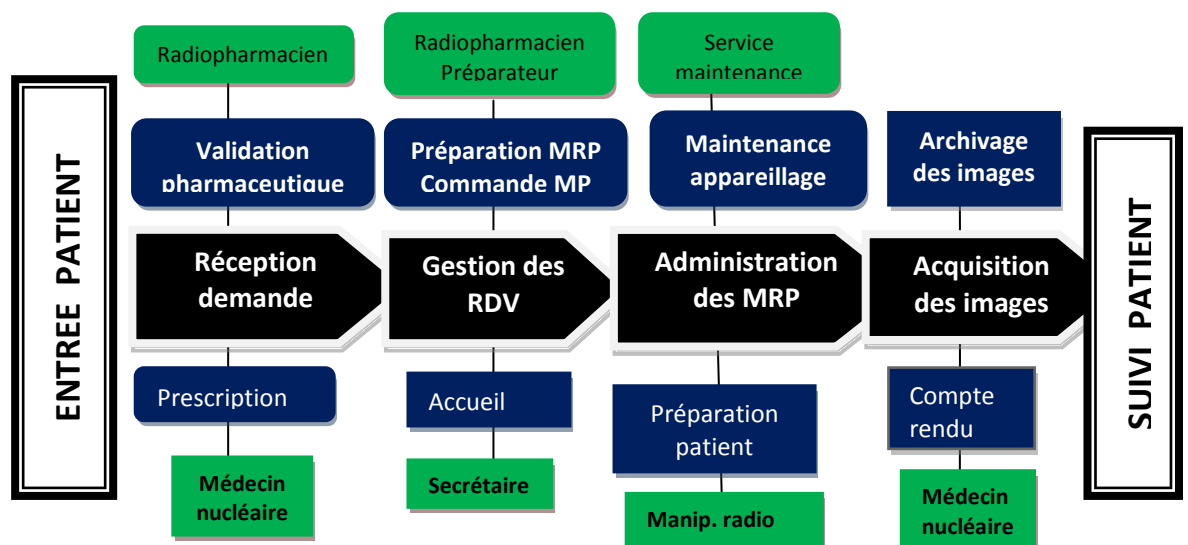 ENTREE PATIENT
Radiopharmacien
Radiopharmacien
Préparateur
Service
maintenance
Validation
pharmaceutique
Préparation MRP
Commande MP
Maintenance
appareillage
Archivage
des images
Réception
demande
Gestion des
RDV
Administration
des MRP
Acquisition
des images
Prescription
Accueil
Préparation
patient
Compte
rendu
Médecin
nucléaire
Secrétaire
Manip. radio
Médecin
nucléaire
SUIVI PATIENT